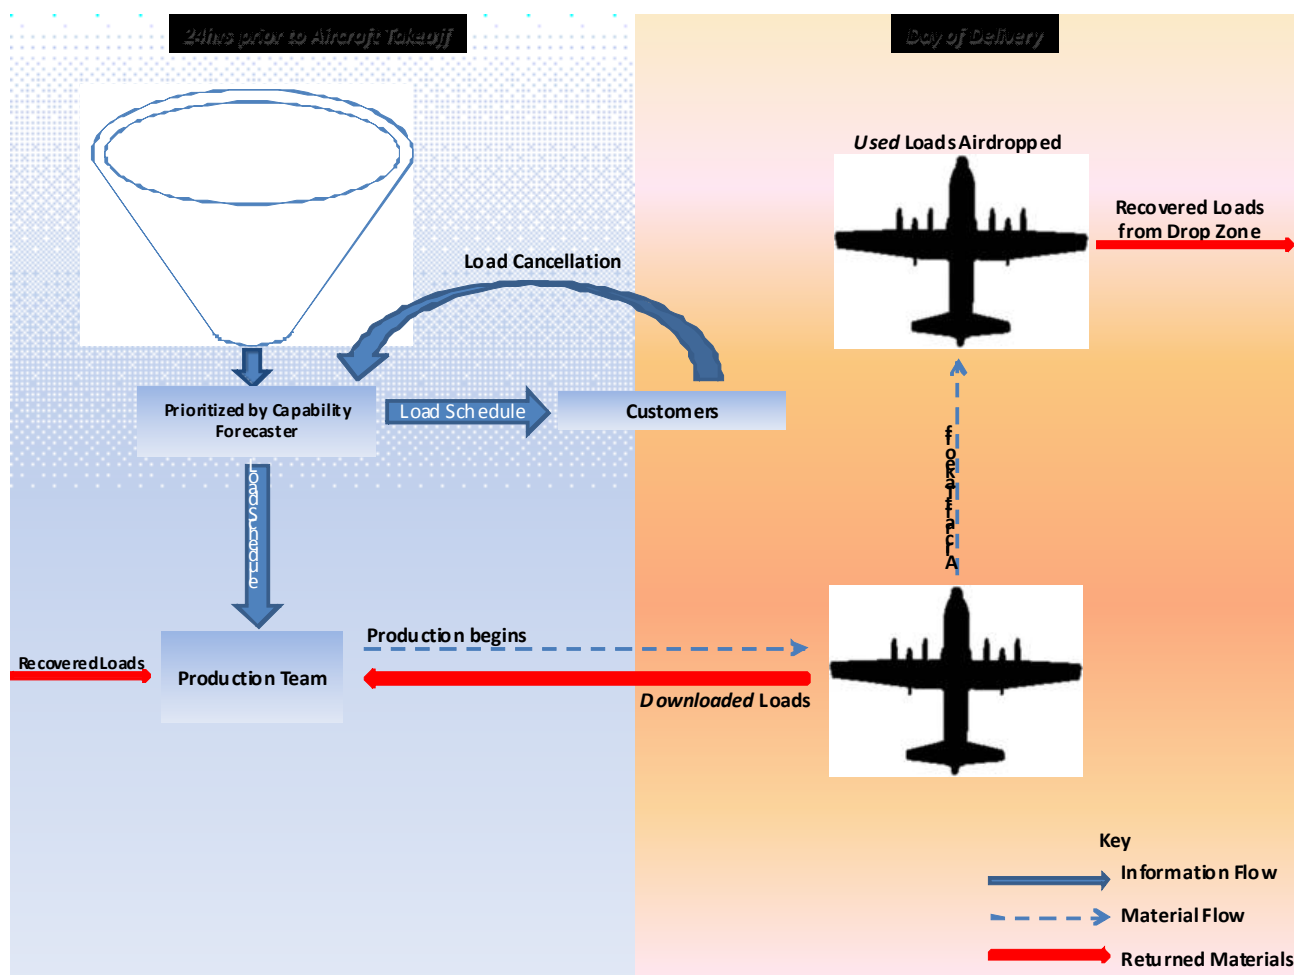 24hrs prior to Aircraft Takeoff
Day of Delivery
Used Loads Airdropped
Recovered Loads
from Drop Zone
Load Cancellation
Prioritized by Capability
Forecaster
Load Schedule
Customers
Load Schedule
Aircraft Takeoff
Production begins
Recovered Loads
Production Team
Downloaded Loads
Key
Information Flow
Material Flow
Returned Materials